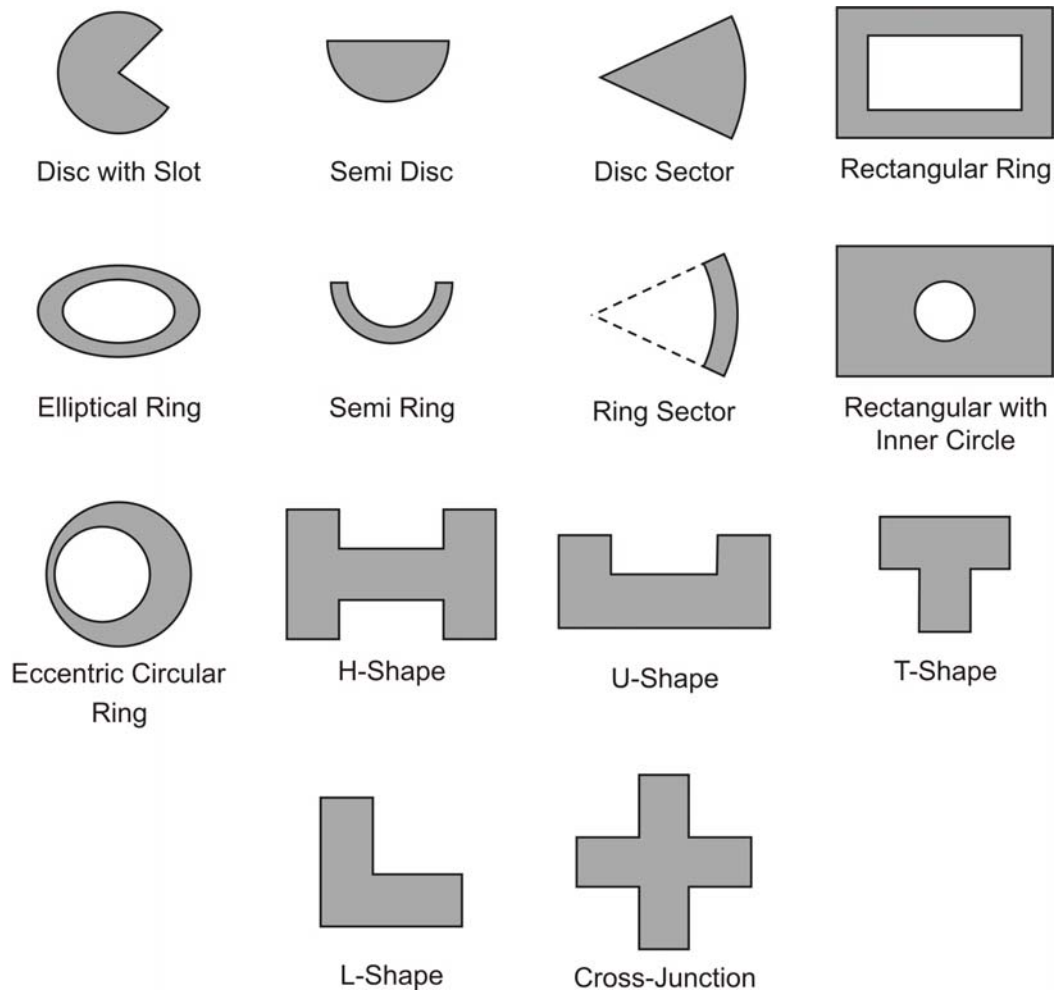 Disc with Slot
Semi Disc
Disc Sector
Rectangular Ring
Elliptical Ring
Semi Ring
Ring Sector
Rectangular with
Inner Circle
Eccentric Circular
Ring
H-Shape
U-Shape
T-Shape
L-Shape
Cross-Junction